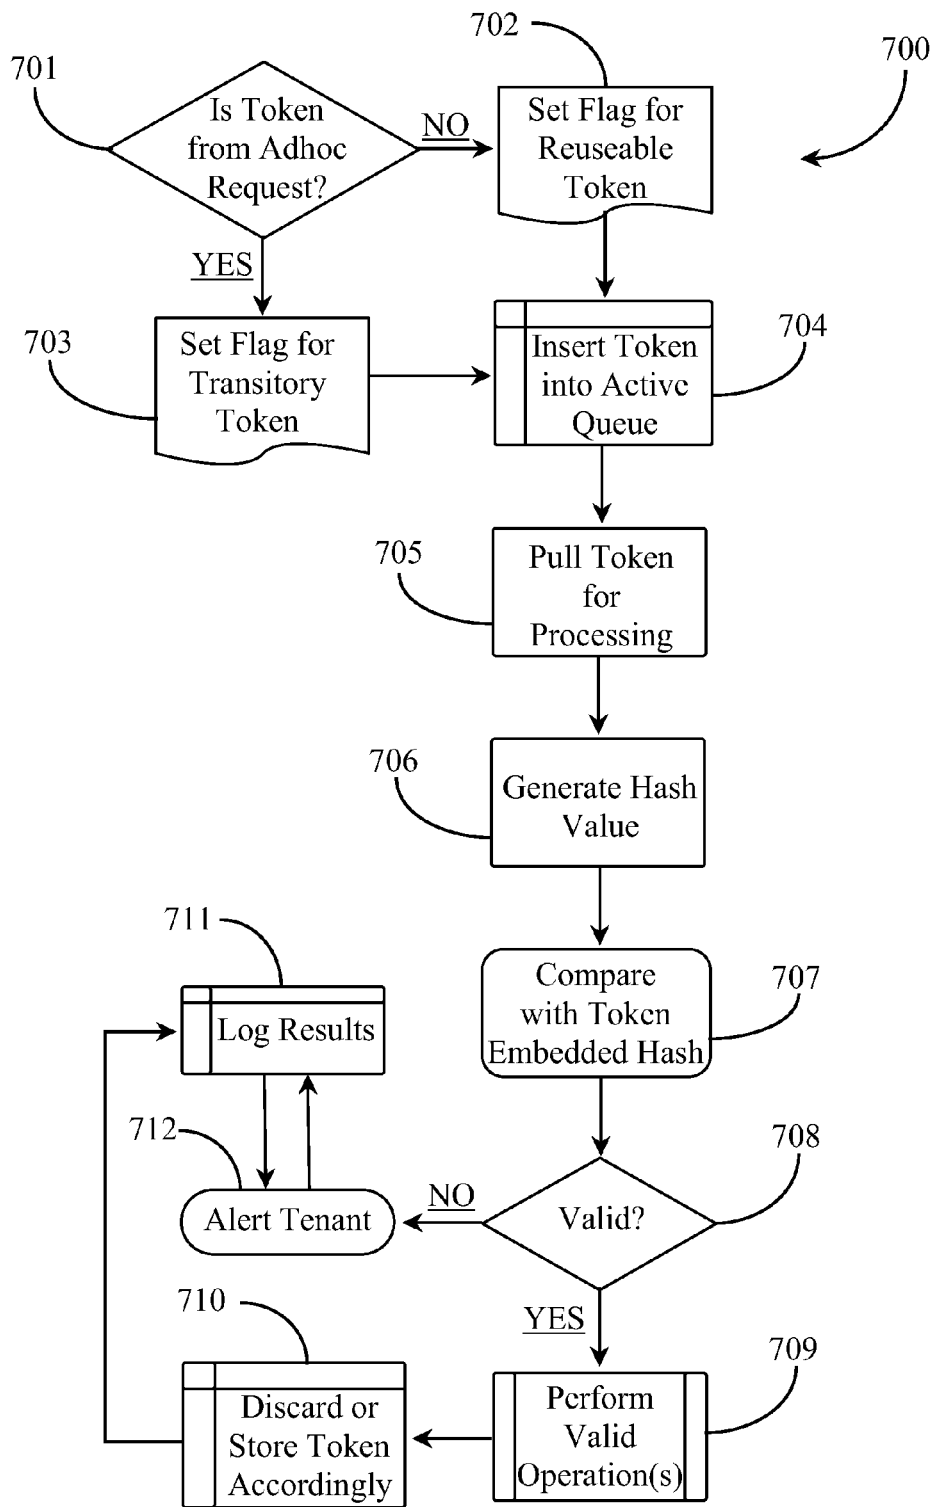 702
700
701
Is Token
from Adhoc
Request?
NO
Set Flag for
Reuseable
Token
YES
703
Set Flag for
Transitory
Token
704
Insert Token
into Active
Queue
705
Pull Token
for
Processing
706
Generate Hash
Value
711
707
Compare
with Token
Embedded Hash
Log Results
712
708
NO
Valid?
Alert Tenant
710
YES
709
Discard or
Store Token
Accordingly
Perform
Valid
Operation(s)